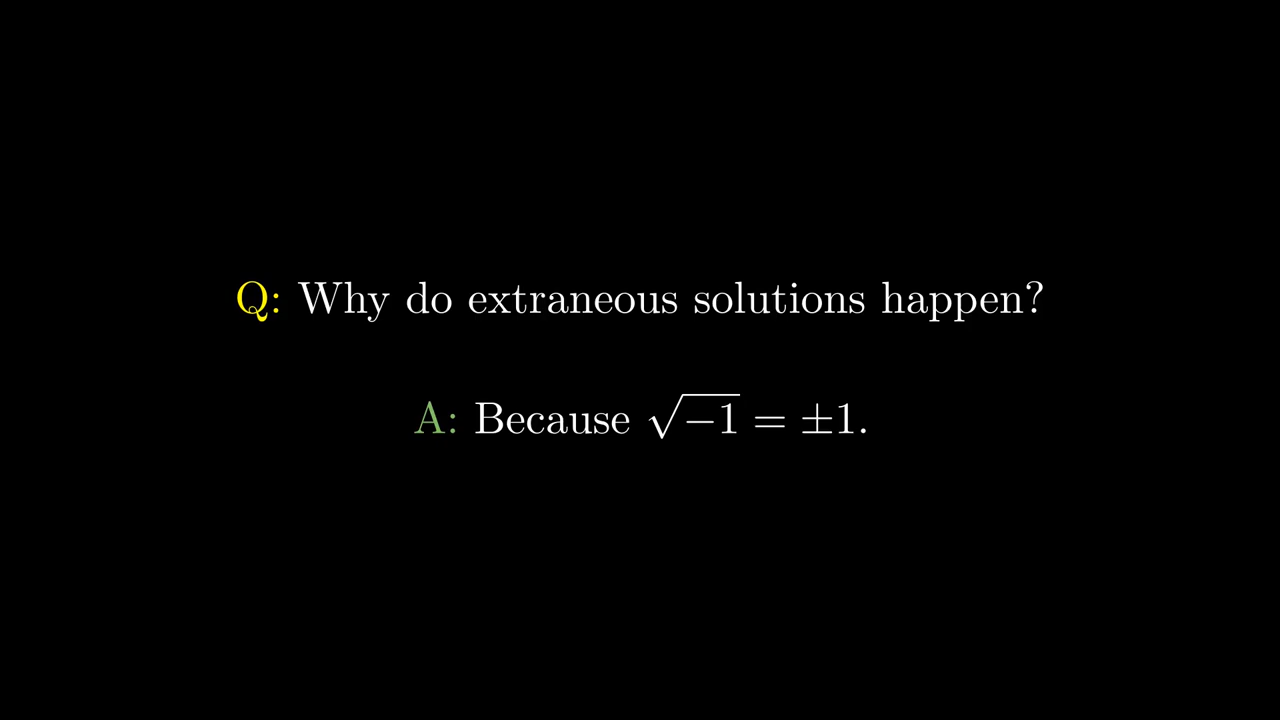 Q: Why do extraneous solutions happen?
A: Because √−1 = ±1.